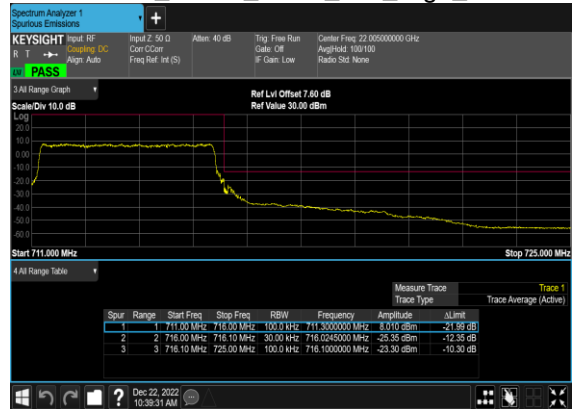 Spectrum Analyzer 1
Spurious Emissions
+
KEYSIGHT Input: RF Input Z: 50 Ω Atten: 40 dB Trig: Free Run Center Freq: 22.005000000 GHz
R T Coupling: DC Corr CCorr Gate: Off Avg|Hold: 100/100
Align: Auto Freq Ref: Int (S) IF Gain: Low Radio Std: None
PASS
3 All Range Graph
Ref Lvl Offset 7.60 dB
Scale/Div 10.0 dB Ref Value 30.00 dBm
Log
20.0
10.0
0.00
-10.0
-20.0
-30.0
-40.0
-50.0
-60.0
Start 711.000 MHz Stop 725.000 MHz
4 All Range Table
Measure Trace Trace 1
Trace Type Trace Average (Active)
Spur Range Start Freq Stop Freq RBW Frequency Amplitude ΔLimit
1 1 711.00 MHz 716.00 MHz 100.0 kHz 711.3000000 MHz 8.010 dBm -21.99 dB
2 2 716.00 MHz 716.10 MHz 30.00 kHz 716.0245000 MHz -25.35 dBm -12.35 dB
3 3 716.10 MHz 725.00 MHz 100.0 kHz 716.1000000 MHz -23.30 dBm -10.30 dB
? Dec 22, 2022
10:39:31 AM